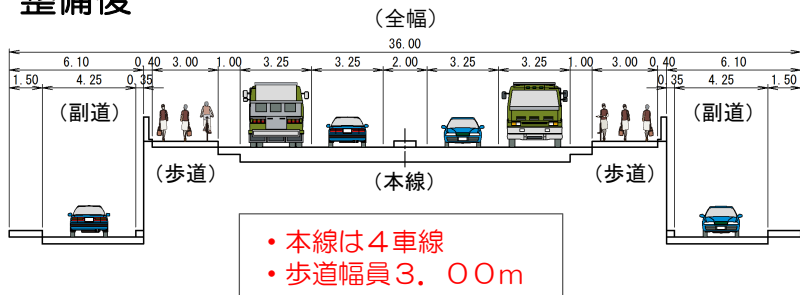 整備後
(全幅)
36.00
6.10 0.40 3.00 1.00 3.25 3.25 2.00 3.25 3.25 1.00 3.00 0.40 6.10
1.50 4.25 0.35 0.35 4.25 1.50
(副道) (副道)
(歩道) (本線) (歩道)
・本線は4車線
・歩道幅員3.00m